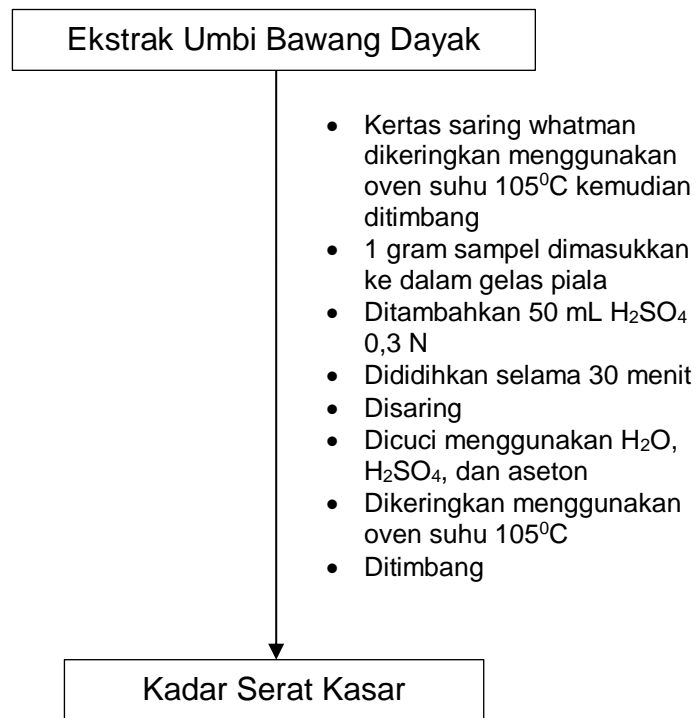 Ekstrak Umbi Bawang Dayak
• Kertas saring whatman
dikeringkan menggunakan
oven suhu 105⁰C kemudian
ditimbang
• 1 gram sampel dimasukkan
ke dalam gelas piala
• Ditambahkan 50 mL H₂SO₄
0,3 N
• Dididihkan selama 30 menit
• Disaring
• Dicuci menggunakan H₂O,
H₂SO₄, dan aseton
• Dikeringkan menggunakan
oven suhu 105⁰C
• Ditimbang
Kadar Serat Kasar